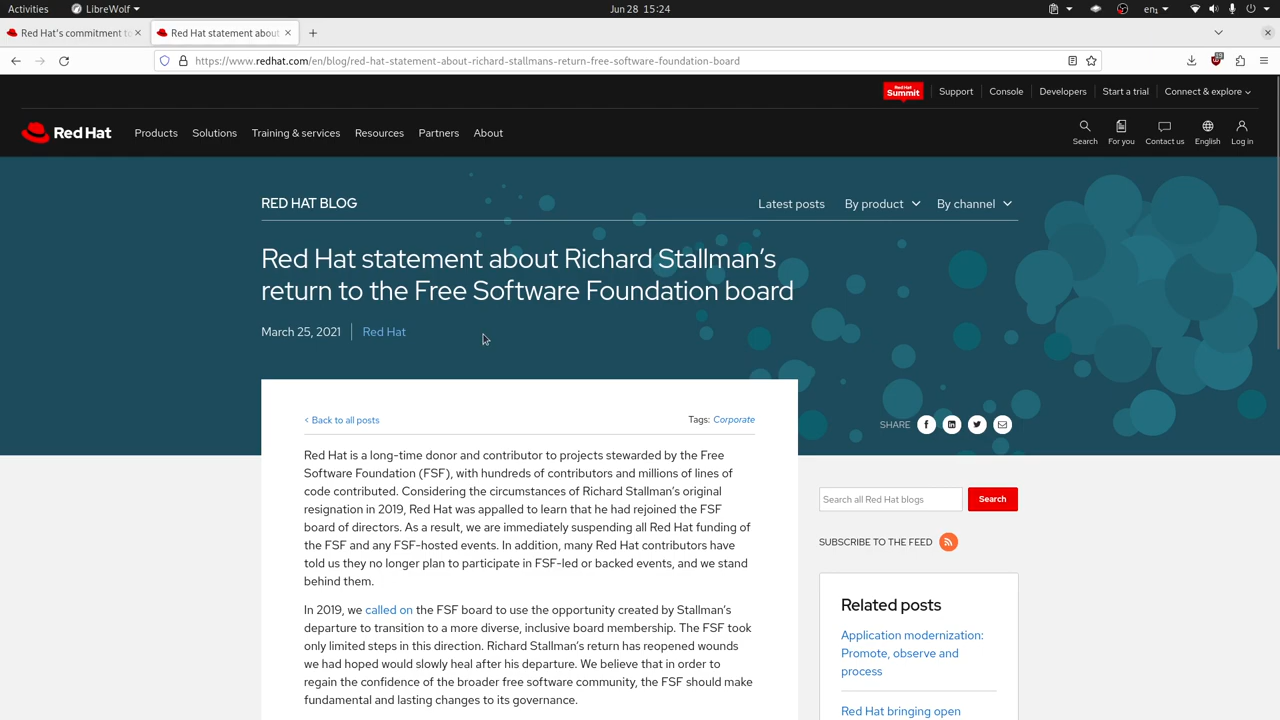 Activities
LibreWolf
Jun 28 15:24
en₁
Red Hat's commitment to
Red Hat statement about
https://www.redhat.com/en/blog/red-hat-statement-about-richard-stallmans-return-free-software-foundation-board
Red Hat Summit
Support
Console
Developers
Start a trial
Connect & explore
Red Hat
Products
Solutions
Training & services
Resources
Partners
About
Search
For you
Contact us
English
Log in
RED HAT BLOG
Latest posts
By product
By channel
Red Hat statement about Richard Stallman’s
return to the Free Software Foundation board
March 25, 2021
Red Hat
< Back to all posts
Tags: Corporate
SHARE
Red Hat is a long-time donor and contributor to projects stewarded by the Free
Software Foundation (FSF), with hundreds of contributors and millions of lines of
code contributed. Considering the circumstances of Richard Stallman’s original
resignation in 2019, Red Hat was appalled to learn that he had rejoined the FSF
board of directors. As a result, we are immediately suspending all Red Hat funding of
the FSF and any FSF-hosted events. In addition, many Red Hat contributors have
told us they no longer plan to participate in FSF-led or backed events, and we stand
behind them.
In 2019, we called on the FSF board to use the opportunity created by Stallman’s
departure to transition to a more diverse, inclusive board membership. The FSF took
only limited steps in this direction. Richard Stallman’s return has reopened wounds
we had hoped would slowly heal after his departure. We believe that in order to
regain the confidence of the broader free software community, the FSF should make
fundamental and lasting changes to its governance.
Search all Red Hat blogs
Search
SUBSCRIBE TO THE FEED
Related posts
Application modernization:
Promote, observe and
process
Red Hat bringing open